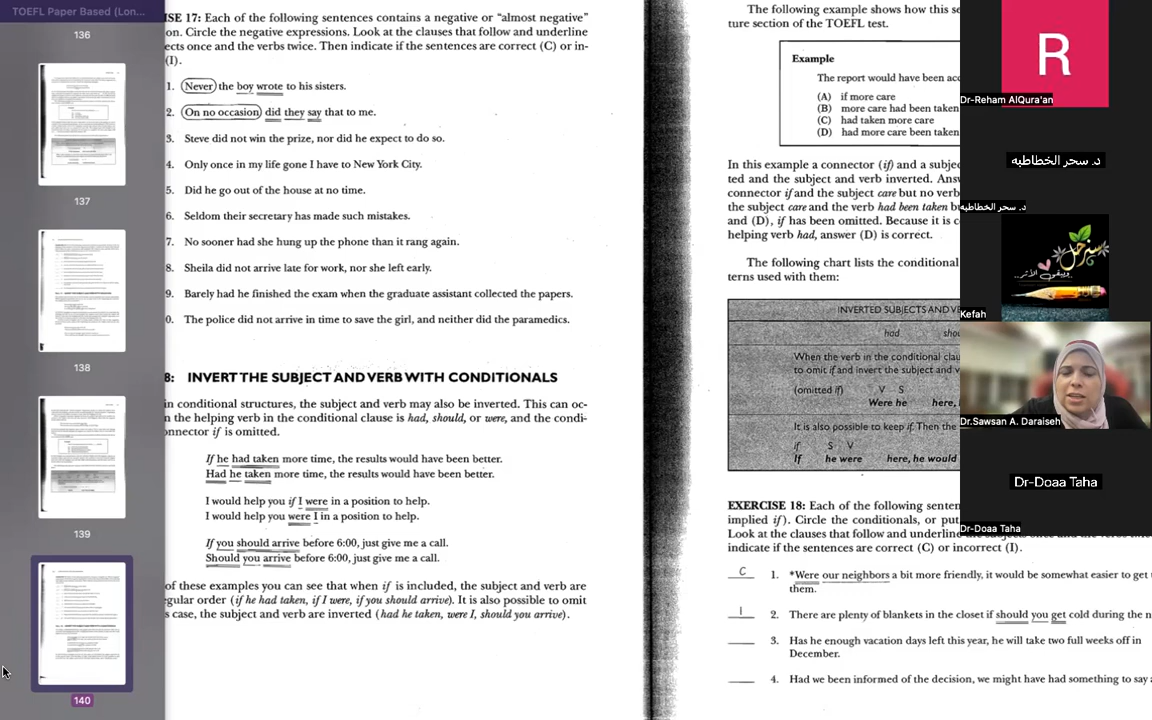 TOEFL Paper Based (Lon...
136
137
138
139
140
ISE 17: Each of the following sentences contains a negative or “almost negative”
on. Circle the negative expressions. Look at the clauses that follow and underline
ects once and the verbs twice. Then indicate if the sentences are correct (C) or in-
(I).
1. Never the boy wrote to his sisters.
2. On no occasion did they say that to me.
3. Steve did not win the prize, nor did he expect to do so.
4. Only once in my life gone I have to New York City.
5. Did he go out of the house at no time.
6. Seldom their secretary has made such mistakes.
7. No sooner had she hung up the phone than it rang again.
8. Sheila did not arrive late for work, nor she left early.
9. Barely had he finished the exam when the graduate assistant collected the papers.
0. The police did not arrive in time to save the girl, and neither did the paramedics.
8: INVERT THE SUBJECT AND VERB WITH CONDITIONALS
in conditional structures, the subject and verb may also be inverted. This can oc-
n the helping verb in the conditional clause is had, should, or were, and the condi-
onnector if is omitted.
If he had taken more time, the results would have been better.
Had he taken more time, the results would have been better.
I would help you if I were in a position to help.
I would help you were I in a position to help.
If you should arrive before 6:00, just give me a call.
Should you arrive before 6:00, just give me a call.
of these examples you can see that when if is included, the subject and verb are
gular order (if he had taken, if I were, if you should arrive). It is also possible to omit
s case, the subject and verb are inverted (had he taken, were I, should you arrive).
The following example shows how this se
ture section of the TOEFL test.
Example
The report would have been acc
(A) if more care
(B) more care had been taken
(C) had taken more care
(D) had more care been taken
In this example a connector (if) and a subjec
ted and the subject and verb inverted. Answ
connector if and the subject care but no verb
the subject care and the verb had been taken b
and (D), if has been omitted. Because it is c
helping verb had, answer (D) is correct.
The following chart lists the conditional
terns used with them:
INVERTED SUBJECTS AND V
had shou
When the verb in the conditional clau
to omit if and invert the subject and v
(omitted if) V S
Were he here,
It is also possible to keep if. Then the
S V
If he were here, he would
EXERCISE 18: Each of the following senten
implied if). Circle the conditionals, or put
Look at the clauses that follow and underline
indicate if the sentences are correct (C) or incorrect (I).
C 1. *Were our neighbors a bit more friendly, it would be somewhat easier to get
them.
I 2. There are plenty of blankets in the closet if should you get cold during the n
3. Has he enough vacation days left this year, he will take two full weeks off in
December.
4. Had we been informed of the decision, we might have had something to say a
R
Dr-Reham AlQura'an
د. سحر الخطاطبه
د. سحر الخطاطبه
سنرحل
ويبقى الأثر..
Kefah
Dr.Sawsan A. Daraiseh
Dr-Doaa Taha
Dr-Doaa Taha